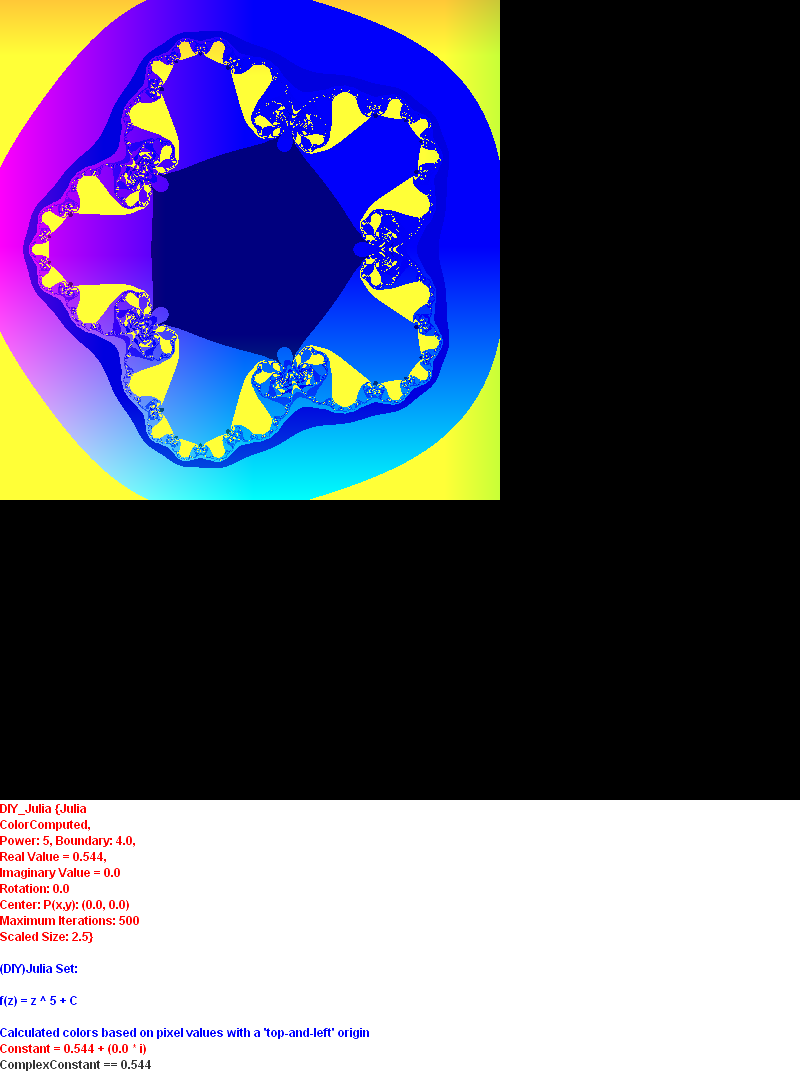 DIY_Julia {Julia
ColorComputed,
Power: 5, Boundary: 4.0,
Real Value = 0.544,
Imaginary Value = 0.0
Rotation: 0.0
Center: P(x,y): (0.0, 0.0)
Maximum Iterations: 500
Scaled Size: 2.5}
(DIY)Julia Set:
f(z) = z ^ 5 + C
Calculated colors based on pixel values with a 'top-and-left' origin
Constant = 0.544 + (0.0 * i)
ComplexConstant == 0.544